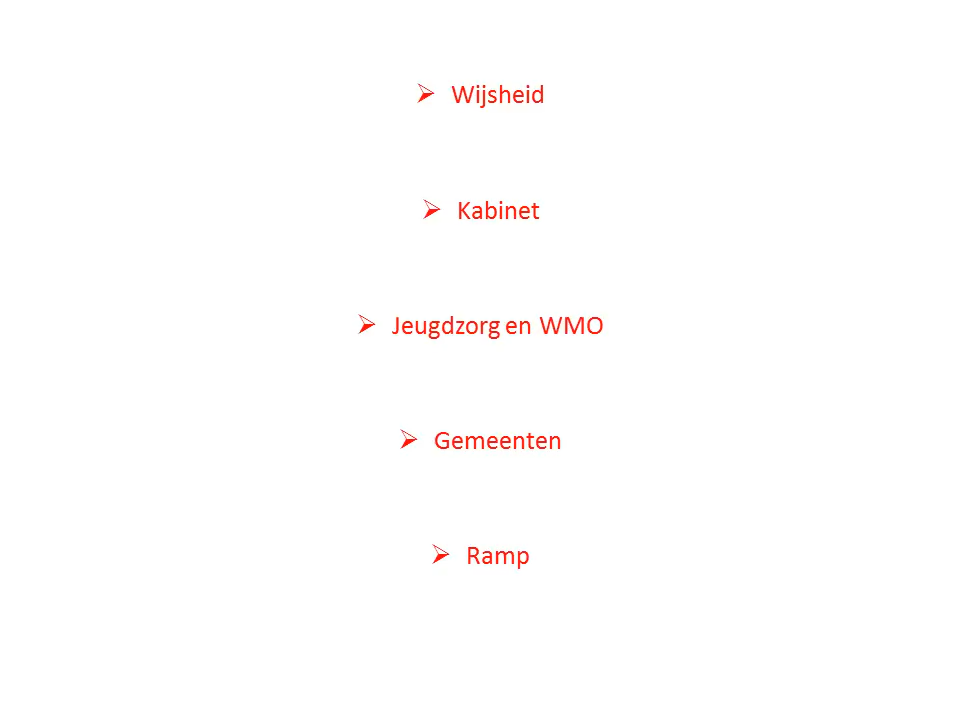 ➢ Wijsheid
➢ Kabinet
➢ Jeugdzorg en WMO
➢ Gemeenten
➢ Ramp